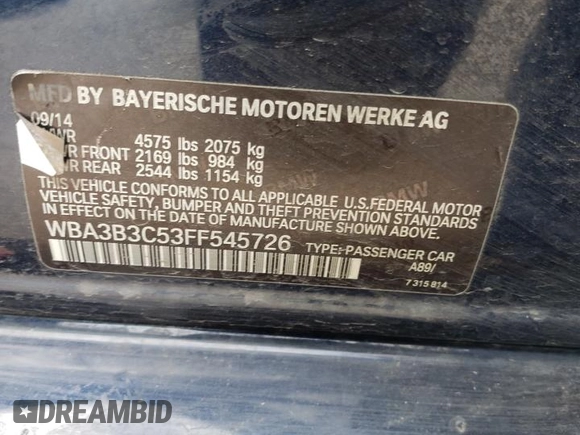 MFD BY BAYERISCHE MOTOREN WERKE AG
09/14
4575 lbs 2075 kg
FRONT 2169 lbs 984 kg
REAR 2544 lbs 1154 kg
THIS VEHICLE CONFORMS TO ALL APPLICABLE U.S.FEDERAL MOTOR
VEHICLE SAFETY, BUMPER AND THEFT PREVENTION STANDARDS
IN EFFECT ON THE DATE OF MANUFACTURE SHOWN ABOVE.
WBA3B3C53FF545726 TYPE: PASSENGER CAR
A89/
7 315 814
DREAMBID